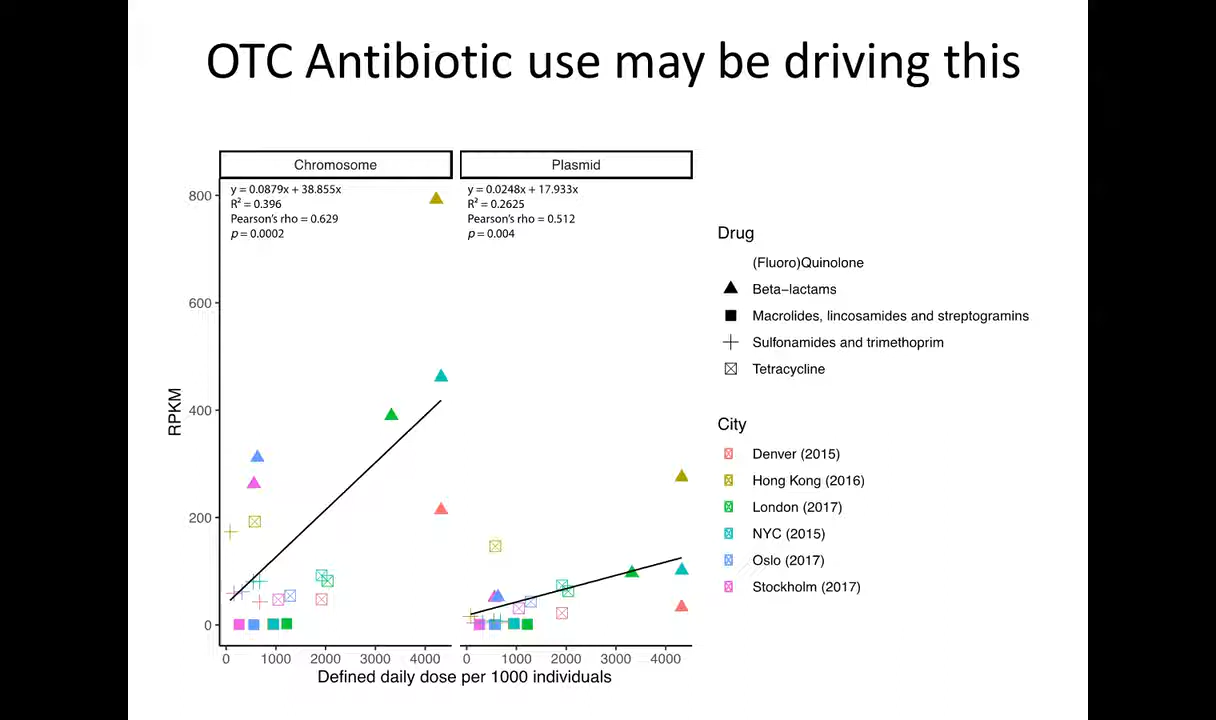 OTC Antibiotic use may be driving this
Chromosome
Plasmid
y = 0.0879x + 38.855x
R² = 0.396
Pearson's rho = 0.629
p = 0.0002
y = 0.0248x + 17.933x
R² = 0.2625
Pearson's rho = 0.512
p = 0.004
RPKM
800
600
400
200
0
0 1000 2000 3000 4000
0 1000 2000 3000 4000
Defined daily dose per 1000 individuals
Drug
(Fluoro)Quinolone
Beta−lactams
Macrolides, lincosamides and streptogramins
Sulfonamides and trimethoprim
Tetracycline
City
Denver (2015)
Hong Kong (2016)
London (2017)
NYC (2015)
Oslo (2017)
Stockholm (2017)